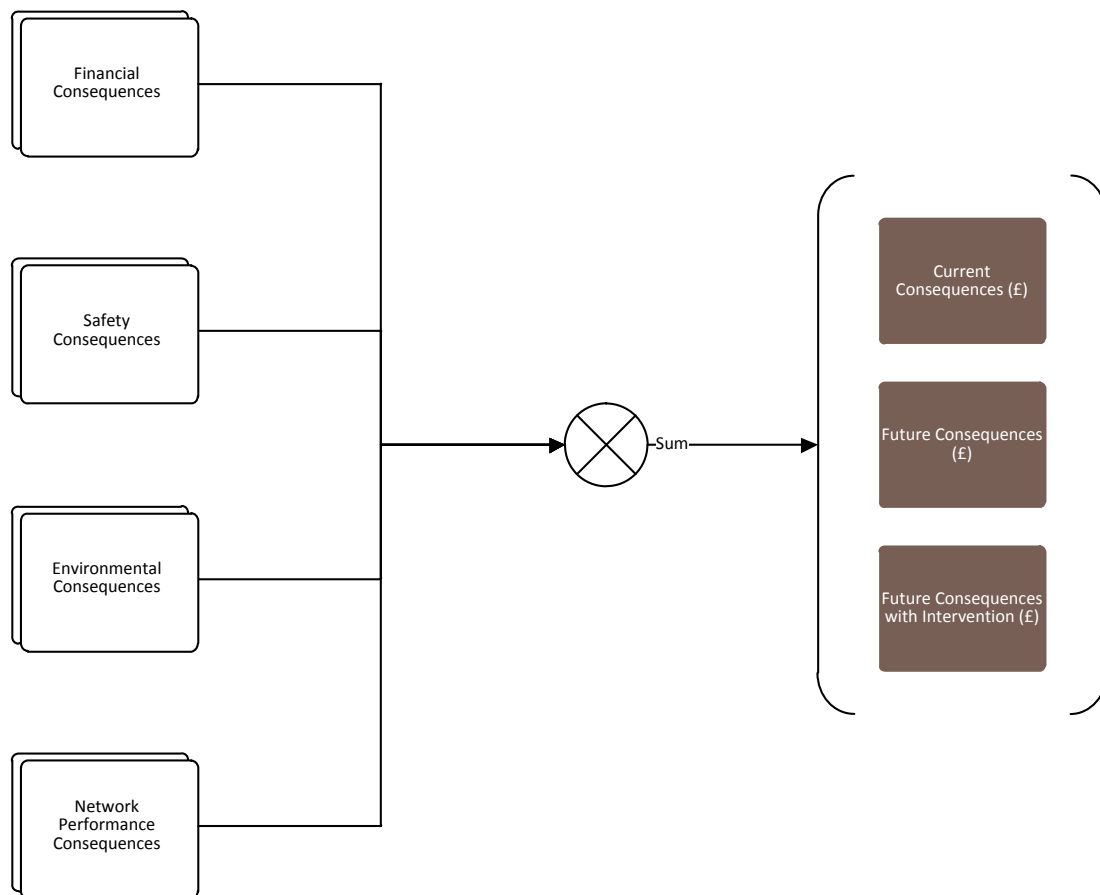 Financial
Consequences
Safety
Consequences
Environmental
Consequences
Network
Performance
Consequences
Sum
Current
Consequences (£)
Future Consequences
(£)
Future Consequences
with Intervention (£)